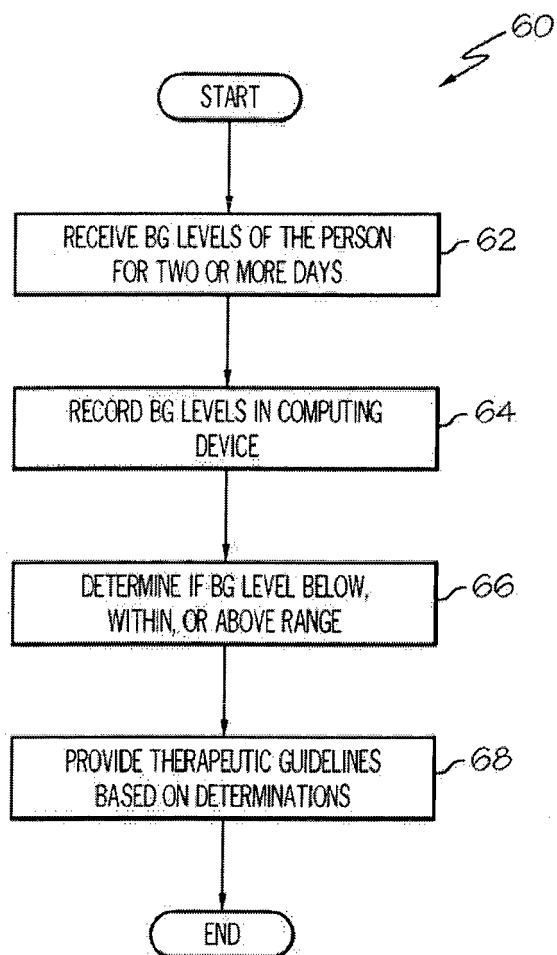 60
START
RECEIVE BG LEVELS OF THE PERSON
FOR TWO OR MORE DAYS
62
RECORD BG LEVELS IN COMPUTING
DEVICE
64
DETERMINE IF BG LEVEL BELOW,
WITHIN, OR ABOVE RANGE
66
PROVIDE THERAPEUTIC GUIDELINES
BASED ON DETERMINATIONS
68
END